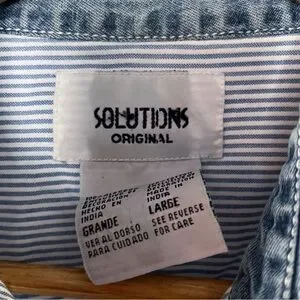 SOLUTIONS
ORIGINAL
DECORACION
HECHO EN
INDIA
GRANDE
VER AL DORSO
PARA CUIDADO
MADE IN
INDIA
LARGE
SEE REVERSE
FOR CARE